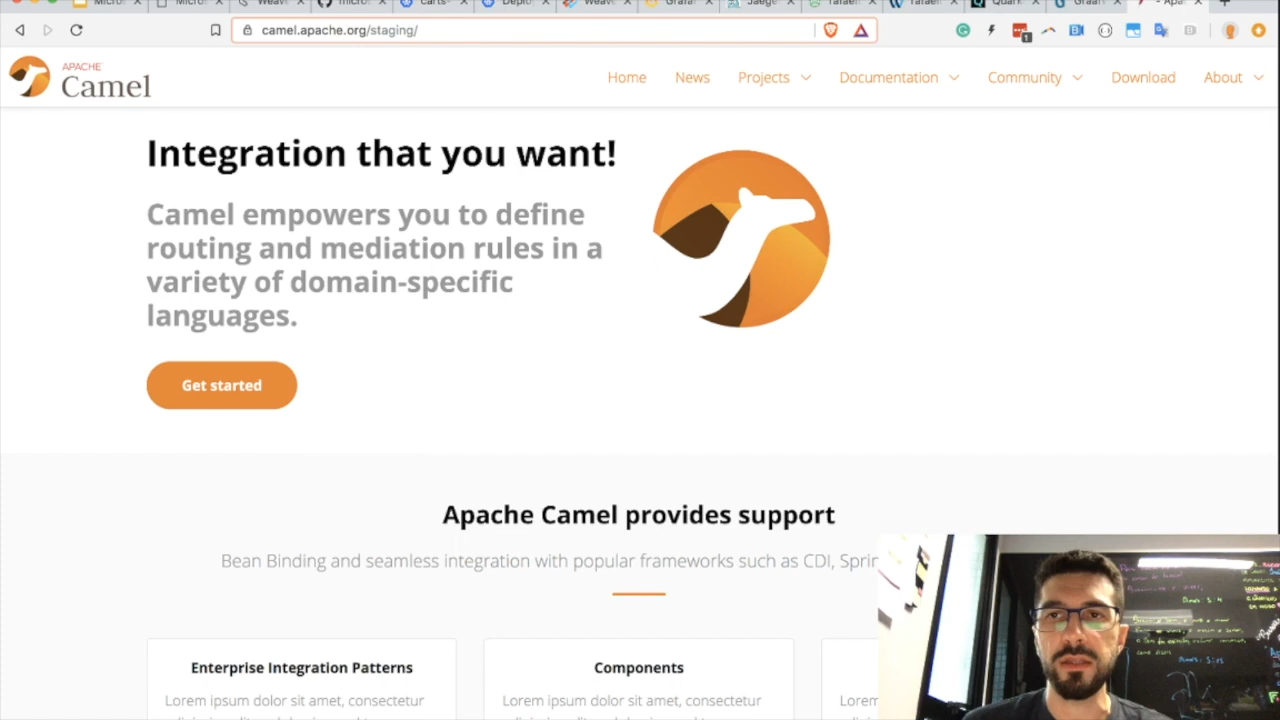 camel.apache.org/staging/
1
APACHE
Camel
Home
News
Projects
Documentation
Community
Download
About
Integration that you want!
Camel empowers you to define
routing and mediation rules in a
variety of domain-specific
languages.
Get started
Apache Camel provides support
Bean Binding and seamless integration with popular frameworks such as CDI,
Enterprise Integration Patterns
Components
Lorem ipsum dolor sit amet, consectetur
Lorem ipsum dolor sit amet, consectetur